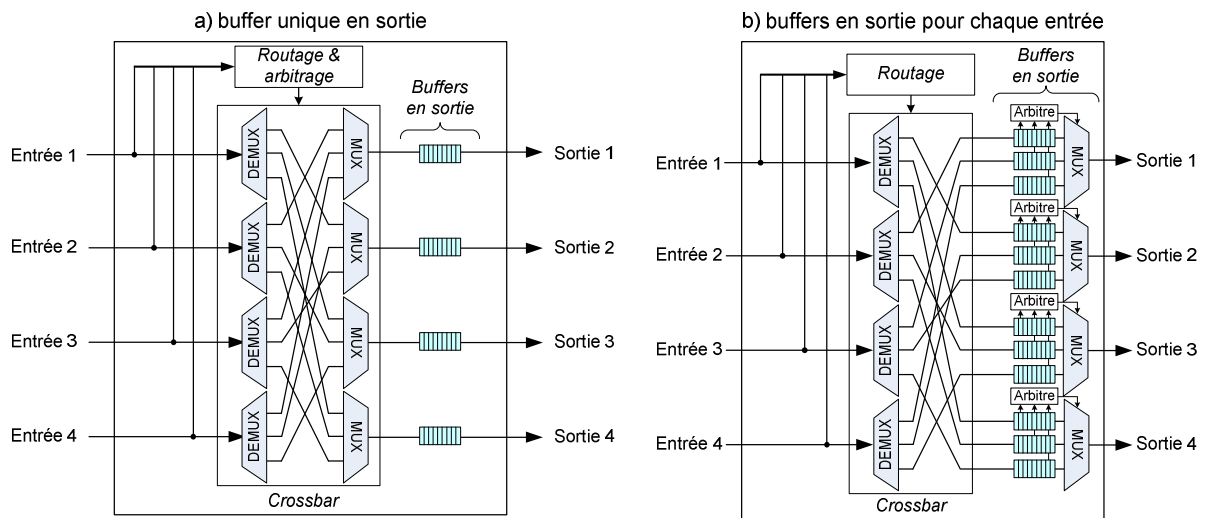 a) buffer unique en sortie
Routage &
arbitrage
Buffers
en sortie
Entrée 1
DEMUX
MUX
Sortie 1
Entrée 2
DEMUX
MUX
Sortie 2
Entrée 3
DEMUX
MUX
Sortie 3
Entrée 4
DEMUX
MUX
Sortie 4
Crossbar
b) buffers en sortie pour chaque entrée
Routage
Buffers
en sortie
Arbitre
Entrée 1
DEMUX
MUX
Sortie 1
Arbitre
Entrée 2
DEMUX
MUX
Sortie 2
Arbitre
Entrée 3
DEMUX
MUX
Sortie 3
Arbitre
Entrée 4
DEMUX
MUX
Sortie 4
Crossbar